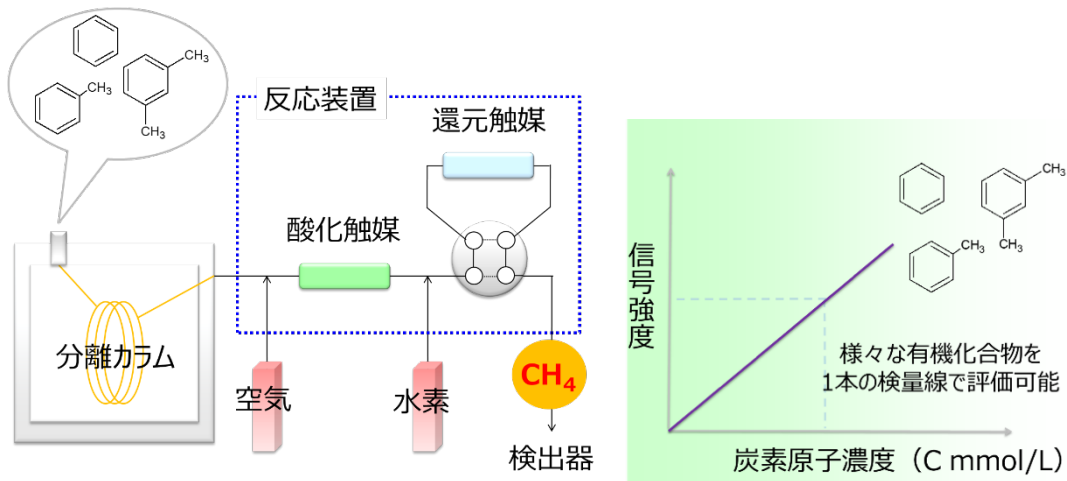 CH3
CH3
CH3
反応装置
還元触媒
酸化触媒
分離カラム
空気
水素
CH4
検出器
信号強度
CH3
CH3
CH3
様々な有機化合物を
1本の検量線で評価可能
炭素原子濃度（C mmol/L）